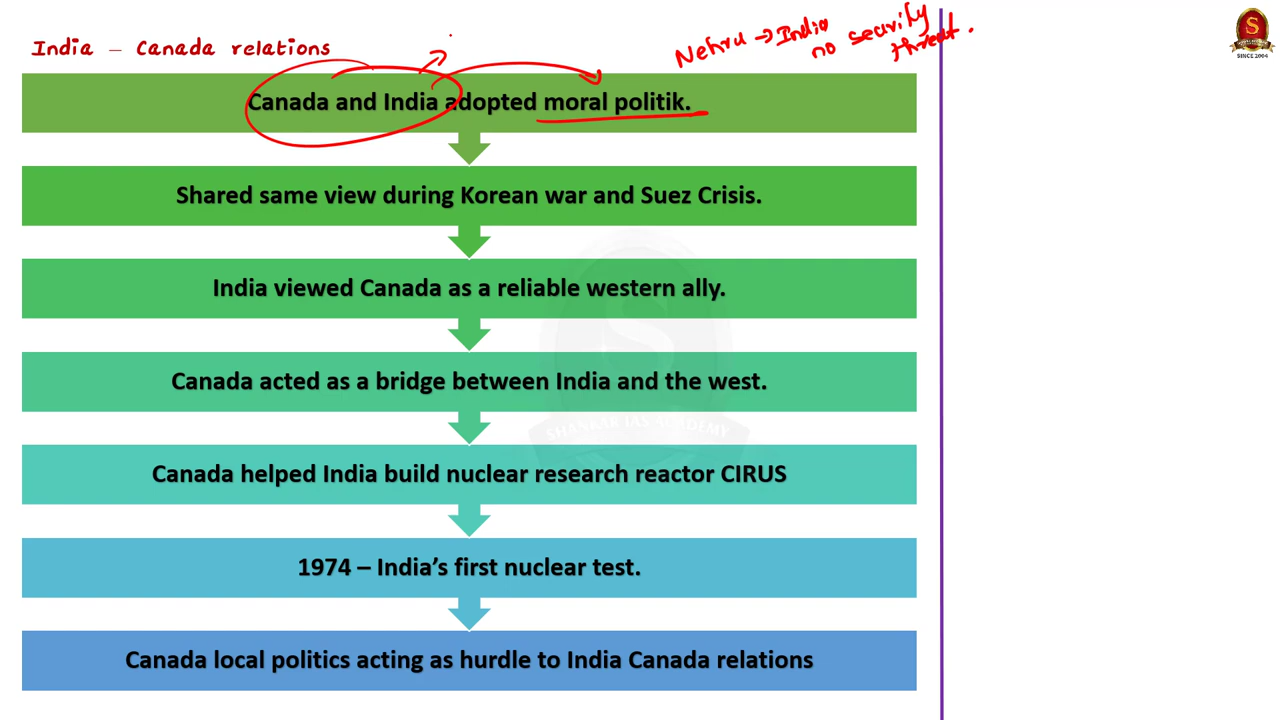 India – Canada relations
Nehru → India
no security
threat.
S
SINCE 2004
Canada and India adopted moral politik.
Shared same view during Korean war and Suez Crisis.
India viewed Canada as a reliable western ally.
Canada acted as a bridge between India and the west.
SHANKAR IAS ACADEMY
Canada helped India build nuclear research reactor CIRUS
1974 – India's first nuclear test.
Canada local politics acting as hurdle to India Canada relations